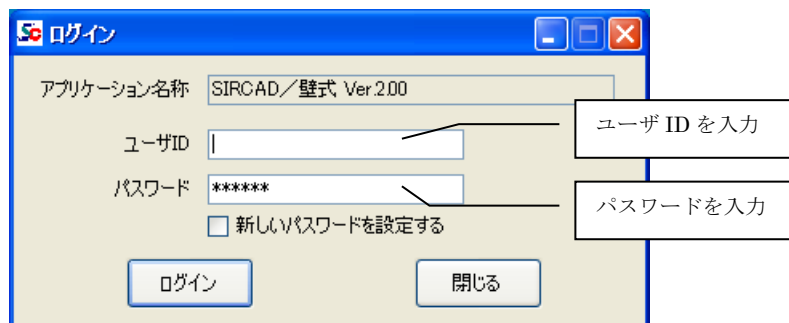 Sc ログイン
アプリケーション名称 SIRCAD／壁式 Ver.2.00
ユーザID
ユーザ ID を入力
パスワード ******
パスワードを入力
新しいパスワードを設定する
ログイン 閉じる